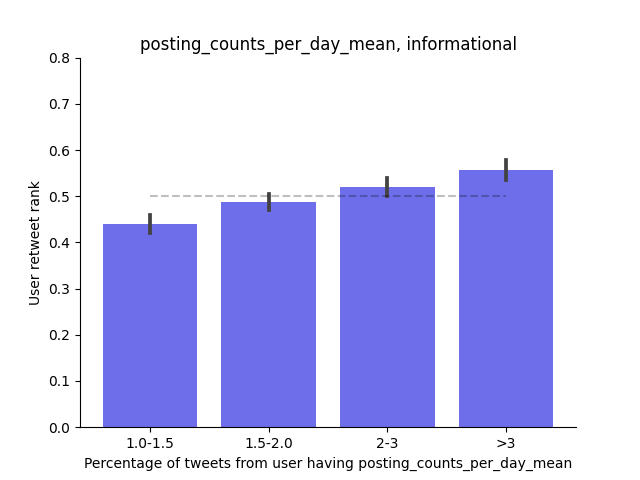 posting_counts_per_day_mean, informational
0.8
0.7
0.6
0.5
0.4
0.3
0.2
0.1
0.0
User retweet rank
1.0-1.5 1.5-2.0 2-3 >3
Percentage of tweets from user having posting_counts_per_day_mean